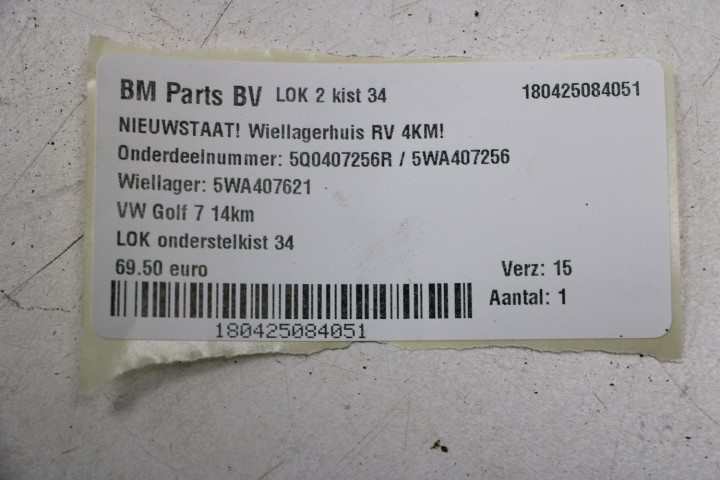 BM Parts BV LOK 2 kist 34 180425084051
NIEUWSTAAT! Wiellagerhuis RV 4KM!
Onderdeelnummer: 5Q0407256R / 5WA407256
Wiellager: 5WA407621
VW Golf 7 14km
LOK onderstelkist 34
69.50 euro Verz: 15
Aantal: 1
180425084051